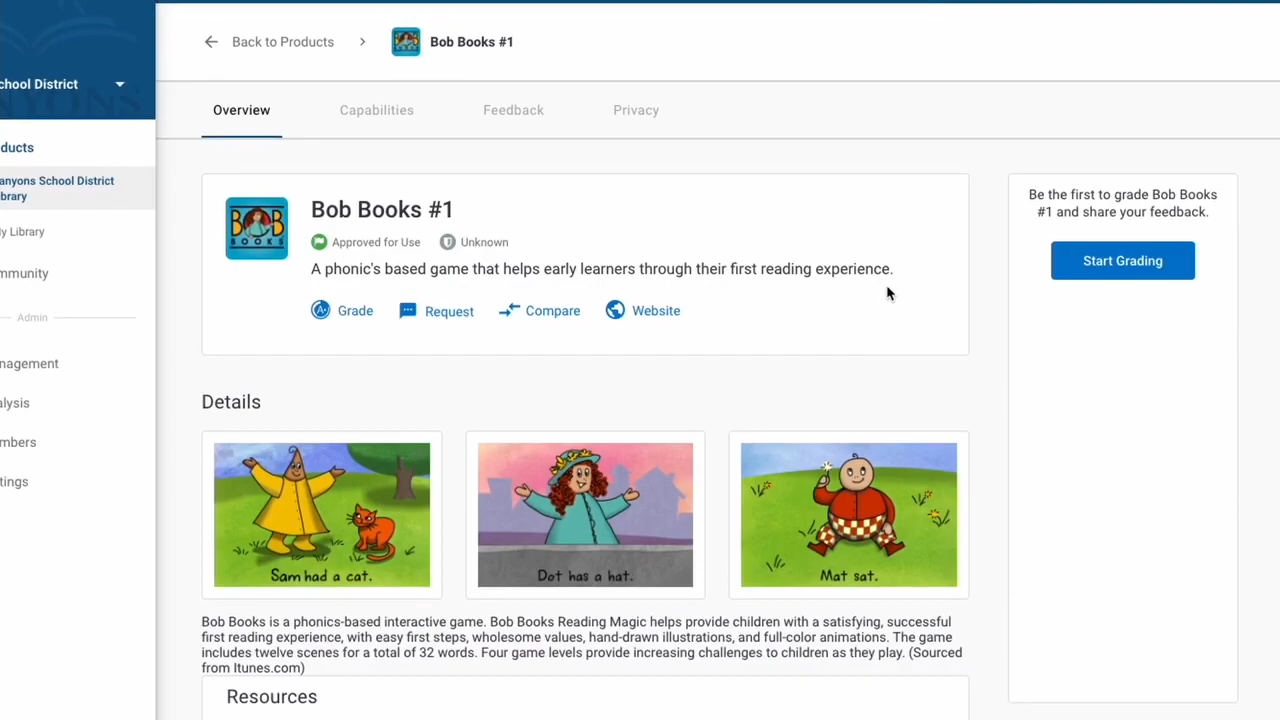 Back to Products
Bob Books #1
chool District
Overview
Capabilities
Feedback
Privacy
ducts
anyons School District
brary
y Library
mmunity
Admin
nagement
alysis
mbers
tings
BOB
BOOKS
Bob Books #1
Approved for Use
Unknown
A phonic's based game that helps early learners through their first reading experience.
Grade
Request
Compare
Website
Be the first to grade Bob Books
#1 and share your feedback.
Start Grading
Details
Sam had a cat.
Dot has a hat.
Mat sat.
Bob Books is a phonics-based interactive game. Bob Books Reading Magic helps provide children with a satisfying, successful
first reading experience, with easy first steps, wholesome values, hand-drawn illustrations, and full-color animations. The game
includes twelve scenes for a total of 32 words. Four game levels provide increasing challenges to children as they play. (Sourced
from Itunes.com)
Resources